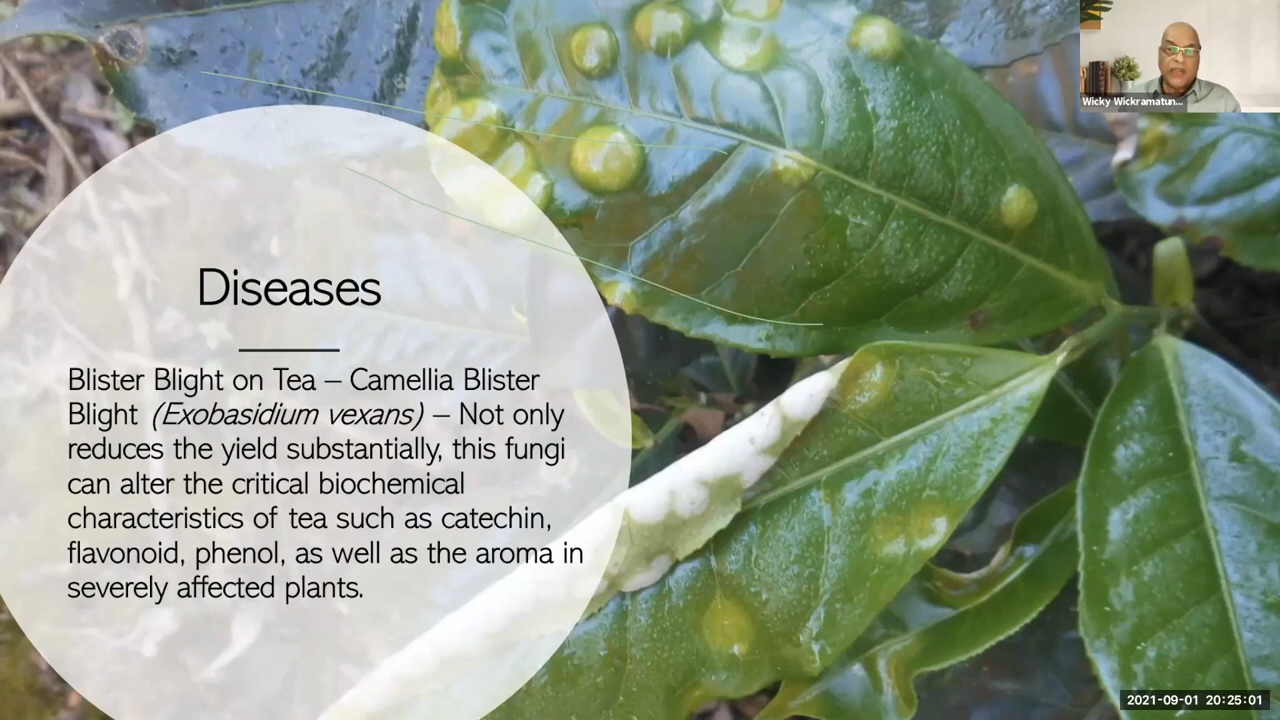 Wicky Wickramatun...
Diseases
Blister Blight on Tea – Camellia Blister
Blight (Exobasidium vexans) – Not only
reduces the yield substantially, this fungi
can alter the critical biochemical
characteristics of tea such as catechin,
flavonoid, phenol, as well as the aroma in
severely affected plants.
2021-09-01 20:25:01